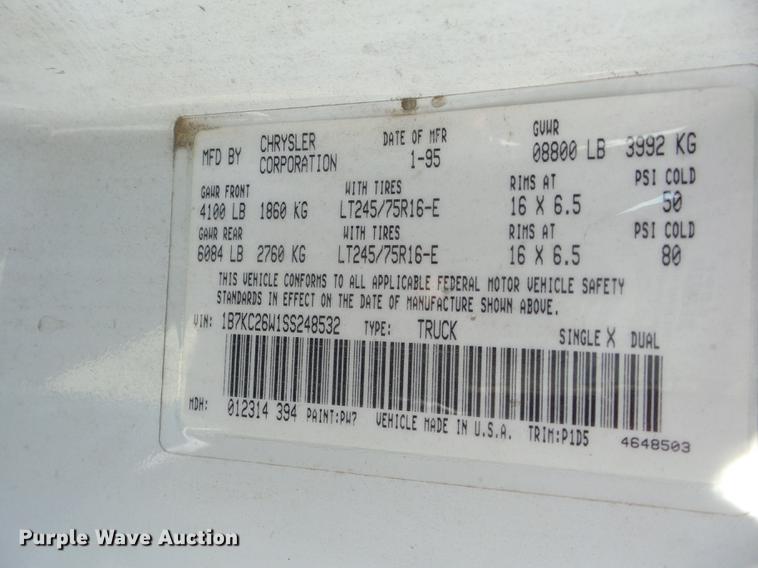 MFD BY CHRYSLER CORPORATION DATE OF MFR 1-95 GVWR 08800 LB 3992 KG
GAWR FRONT WITH TIRES RIMS AT PSI COLD
4100 LB 1860 KG LT245/75R16-E 16 X 6.5 50
GAWR REAR WITH TIRES RIMS AT PSI COLD
6084 LB 2760 KG LT245/75R16-E 16 X 6.5 80
THIS VEHICLE CONFORMS TO ALL APPLICABLE FEDERAL MOTOR VEHICLE SAFETY
STANDARDS IN EFFECT ON THE DATE OF MANUFACTURE SHOWN ABOVE.
VIN: 1B7KC26W1SS248532 TYPE: TRUCK SINGLE X DUAL
MDH: 012314 394 PAINT:PW7 VEHICLE MADE IN U.S.A. TRIM:P1D5 4648503
Purple Wave Auction